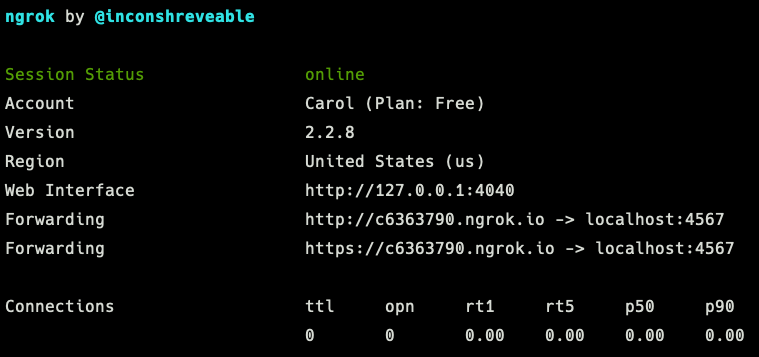 ngrok by @inconshreveable
Session Status online
Account Carol (Plan: Free)
Version 2.2.8
Region United States (us)
Web Interface http://127.0.0.1:4040
Forwarding http://c6363790.ngrok.io -> localhost:4567
Forwarding https://c6363790.ngrok.io -> localhost:4567
Connections ttl opn rt1 rt5 p50 p90
0 0 0.00 0.00 0.00 0.00